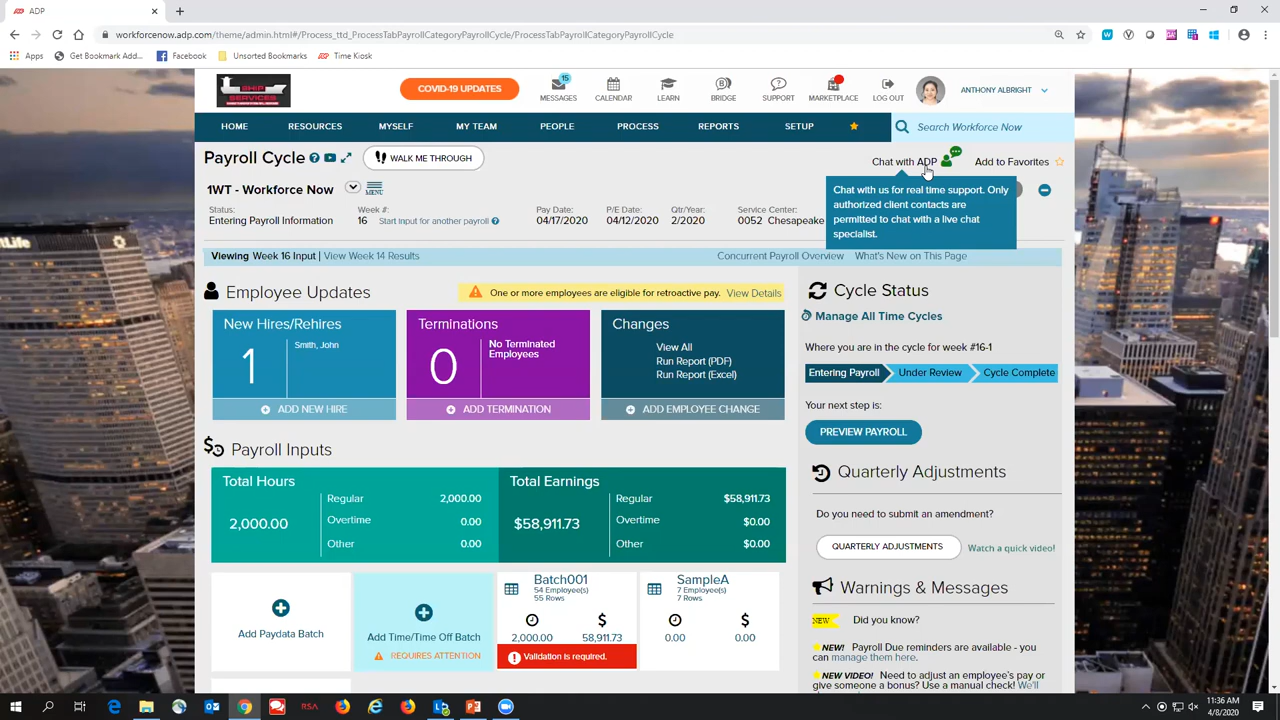 ADP
workforcenow.adp.com/theme/admin.html#/Process_ttd_ProcessTabPayrollCategoryPayrollCycle/ProcessTabPayrollCategoryPayrollCycle
Apps Get Bookmark Add... Facebook Unsorted Bookmarks Time Kiosk
SHIP
SERVICES
COVID-19 UPDATES
15
MESSAGES CALENDAR LEARN BRIDGE SUPPORT MARKETPLACE LOG OUT ANTHONY ALBRIGHT
HOME RESOURCES MYSELF MY TEAM PEOPLE PROCESS REPORTS SETUP Search Workforce Now
Payroll Cycle WALK ME THROUGH Chat with ADP Add to Favorites
1WT - Workforce Now MENU
Chat with us for real time support. Only
authorized client contacts are
permitted to chat with a live chat
specialist.
Status: Week #: Pay Date: P/E Date: Qtr/Year: Service Center:
Entering Payroll Information 16 Start input for another payroll 04/17/2020 04/12/2020 2/2020 0052 Chesapeake
Viewing Week 16 Input | View Week 14 Results Concurrent Payroll Overview What's New on This Page
Employee Updates One or more employees are eligible for retroactive pay. View Details
New Hires/Rehires
1 Smith, John
ADD NEW HIRE
Terminations
0 No Terminated
Employees
ADD TERMINATION
Changes
View All
Run Report (PDF)
Run Report (Excel)
ADD EMPLOYEE CHANGE
Payroll Inputs
Total Hours
2,000.00
Regular 2,000.00
Overtime 0.00
Other 0.00
Total Earnings
$58,911.73
Regular $58,911.73
Overtime $0.00
Other $0.00
Add Paydata Batch
Add Time/Time Off Batch
REQUIRES ATTENTION
Batch001
54 Employee(s)
55 Rows
2,000.00 58,911.73
Validation is required.
SampleA
7 Employee(s)
7 Rows
0.00 0.00
Cycle Status
Manage All Time Cycles
Where you are in the cycle for week #16-1
Entering Payroll Under Review Cycle Complete
Your next step is:
PREVIEW PAYROLL
Quarterly Adjustments
Do you need to submit an amendment?
QUARTERLY ADJUSTMENTS Watch a quick video!
Warnings & Messages
NEW Did you know?
NEW! Payroll Due reminders are available - you
can manage them here.
NEW VIDEO! Need to adjust an employee's pay or
give someone a bonus? Use a manual check! We'll
RSA
11:36 AM
4/8/2020